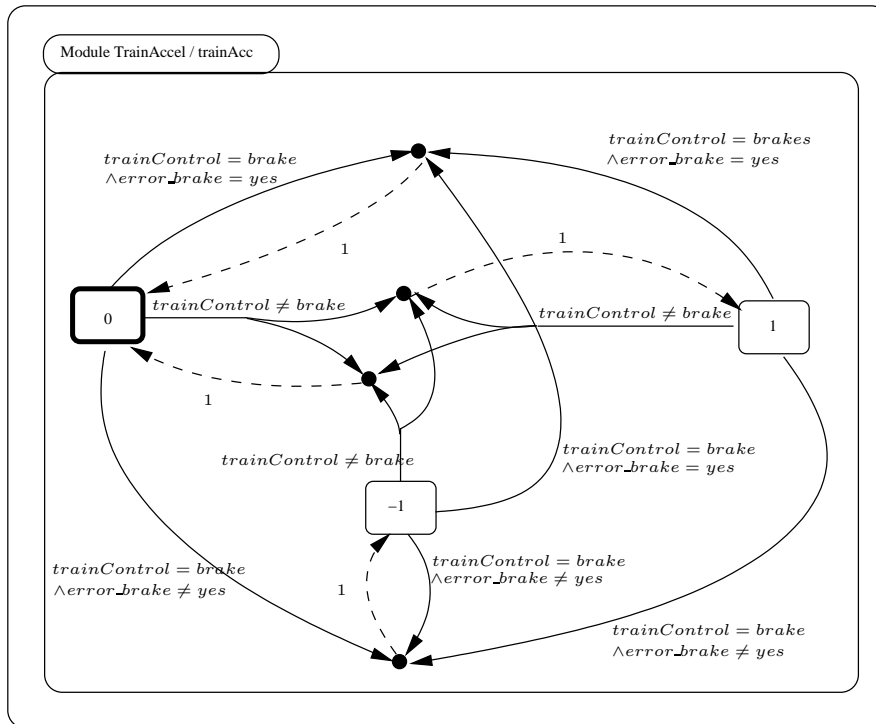 Module TrainAccel / trainAcc
trainControl = brake
∧error_brake = yes
trainControl = brakes
∧error_brake = yes
1
1
0
trainControl ≠ brake
trainControl ≠ brake
1
1
trainControl ≠ brake
trainControl = brake
∧error_brake = yes
−1
trainControl = brake
∧error_brake ≠ yes
trainControl = brake
∧error_brake ≠ yes
1
trainControl = brake
∧error_brake ≠ yes